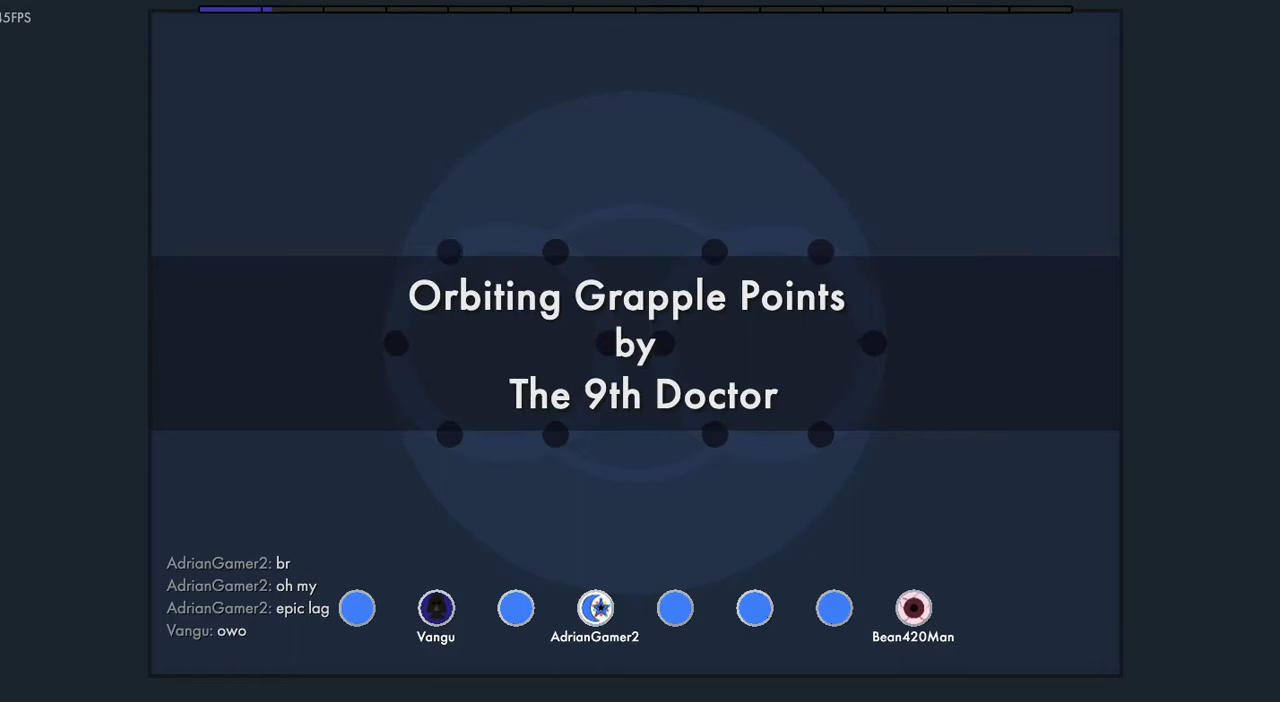 45FPS
Orbiting Grapple Points
by
The 9th Doctor
AdrianGamer2: br
AdrianGamer2: oh my
AdrianGamer2: epic lag
Vangu: owo
Vangu
AdrianGamer2
Bean420Man